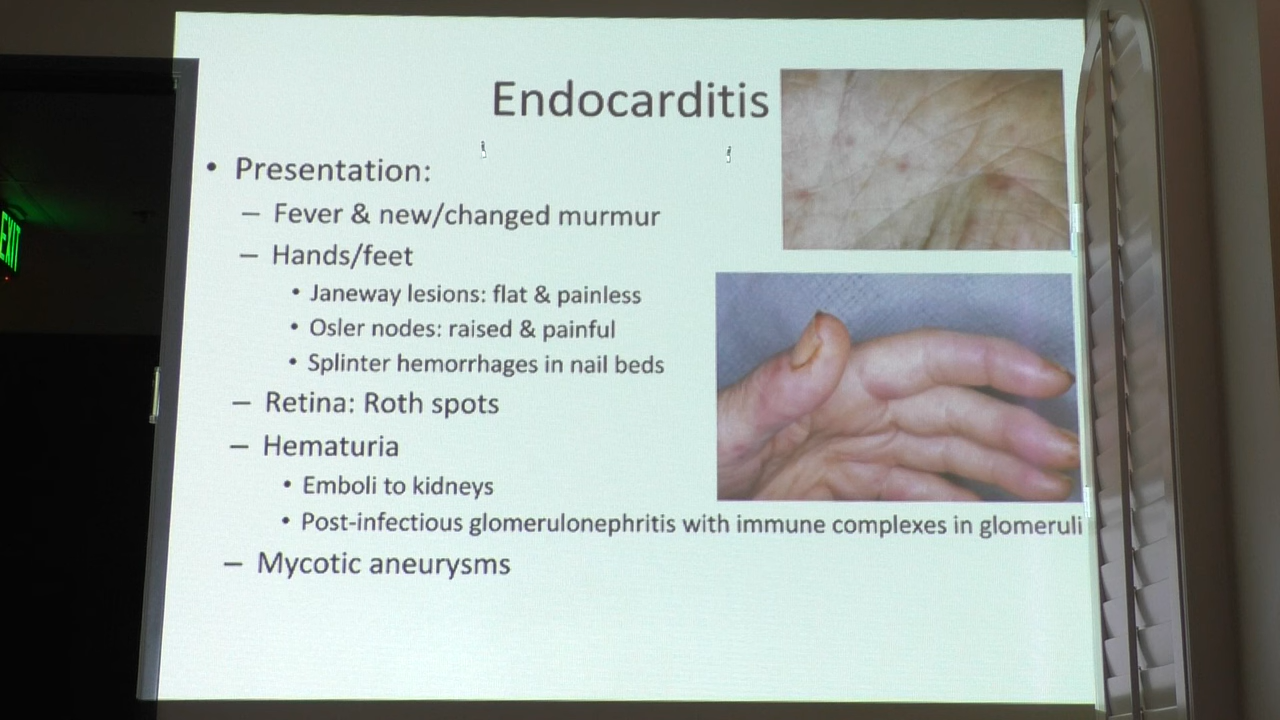 Endocarditis
• Presentation:
– Fever & new/changed murmur
– Hands/feet
• Janeway lesions: flat & painless
• Osler nodes: raised & painful
• Splinter hemorrhages in nail beds
– Retina: Roth spots
– Hematuria
• Emboli to kidneys
• Post-infectious glomerulonephritis with immune complexes in glomeruli
– Mycotic aneurysms
EXIT